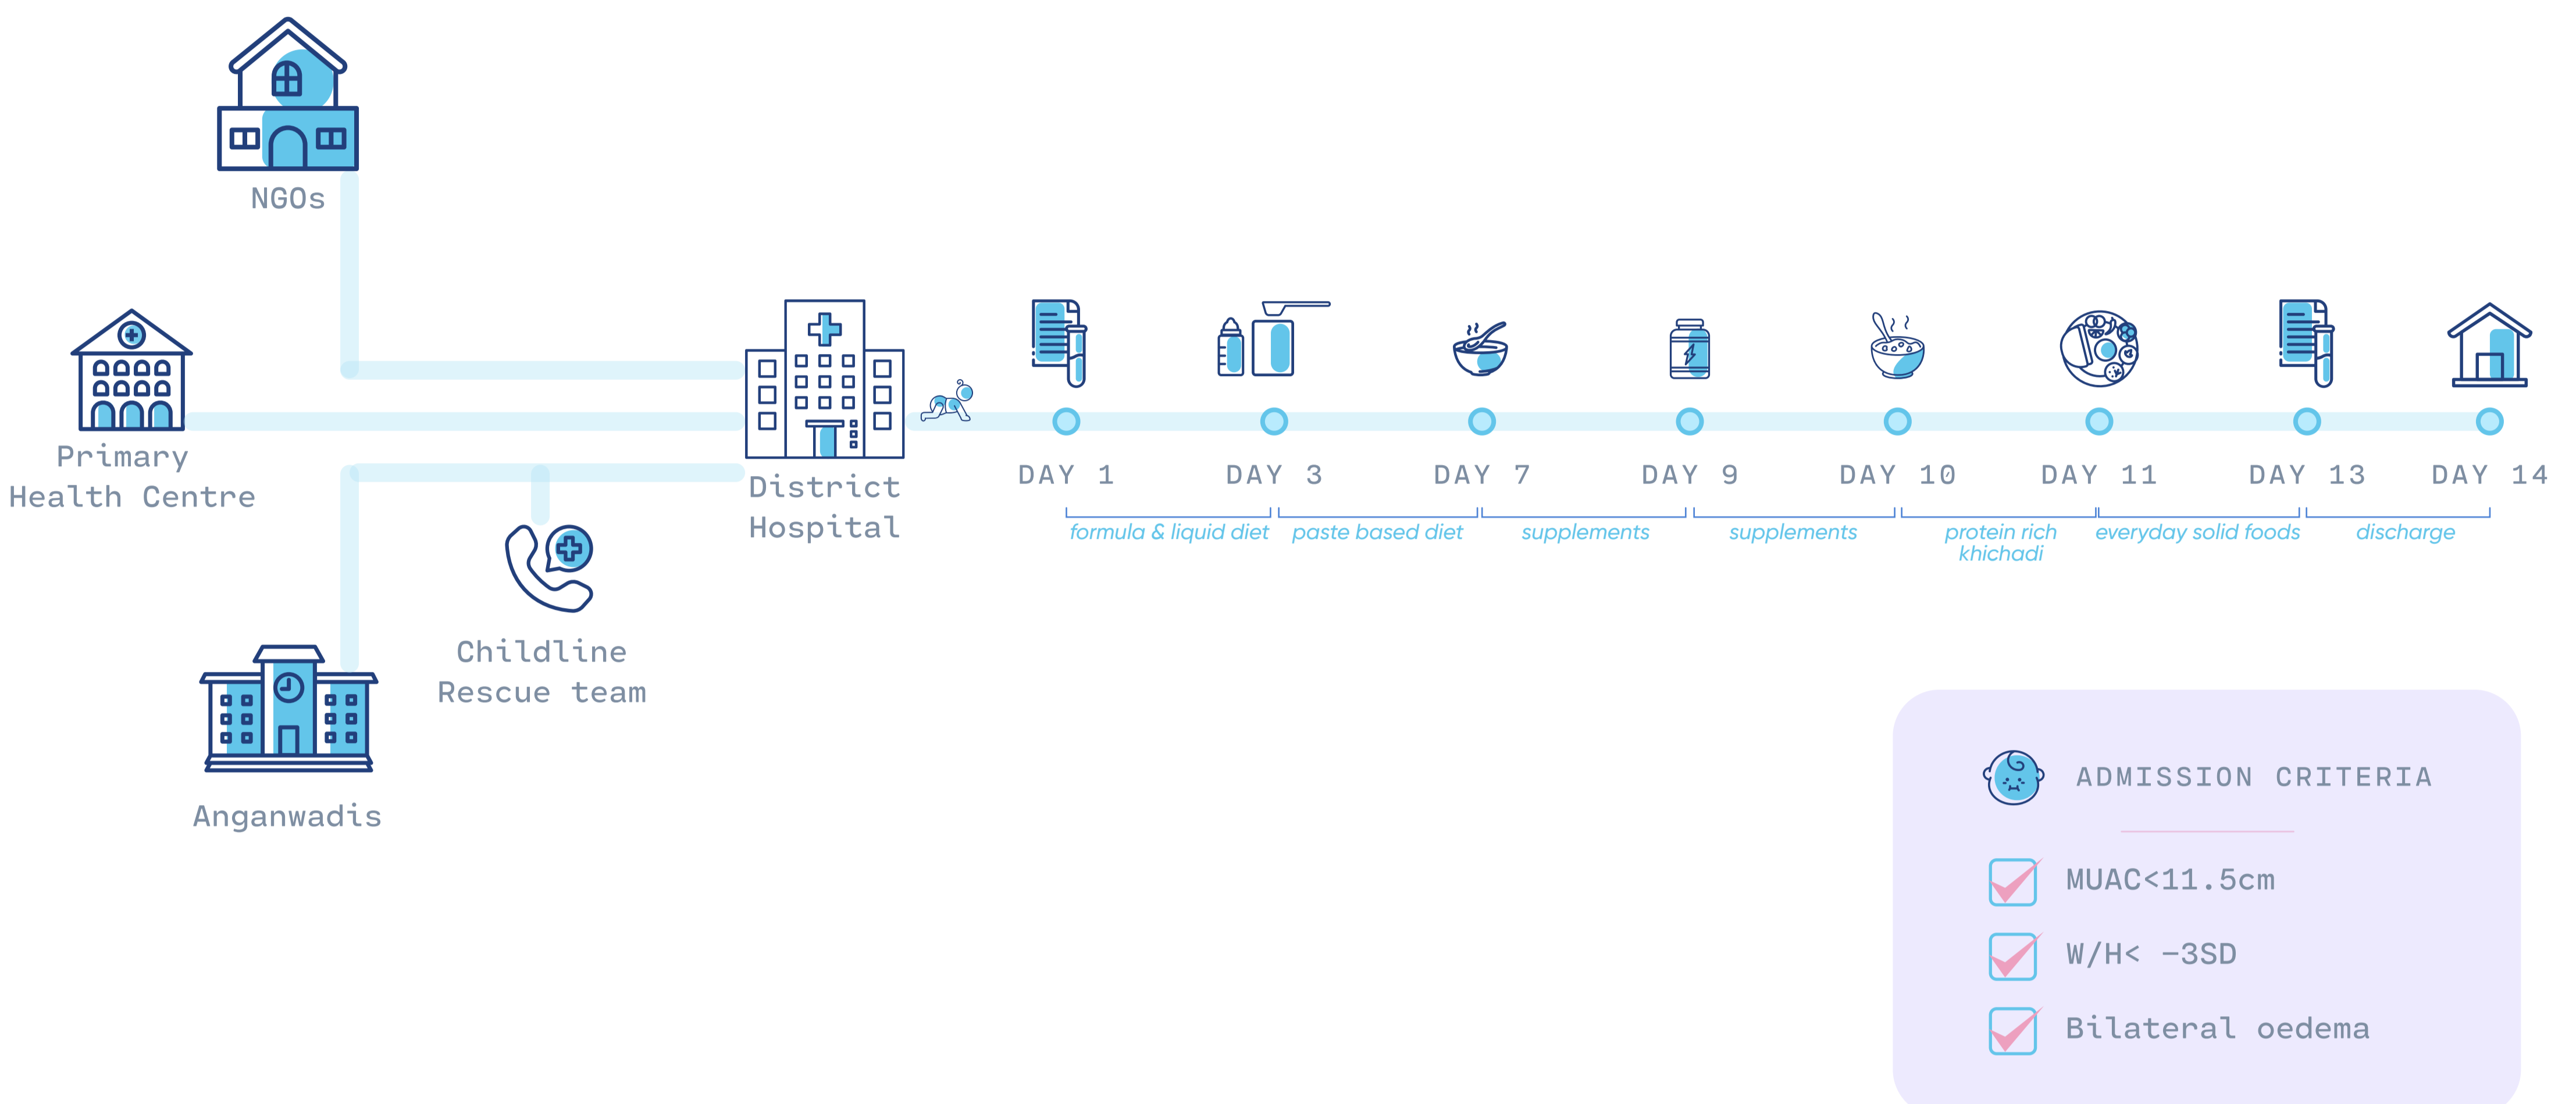 NGOs
Primary
Health Centre
District
Hospital
Childline
Rescue team
Anganwadis
DAY 1
DAY 3
DAY 7
DAY 9
DAY 10
DAY 11
DAY 13
DAY 14
formula & liquid diet
paste based diet
supplements
supplements
protein rich
khichadi
everyday solid foods
discharge
ADMISSION CRITERIA
MUAC<11.5cm
W/H< −3SD
Bilateral oedema